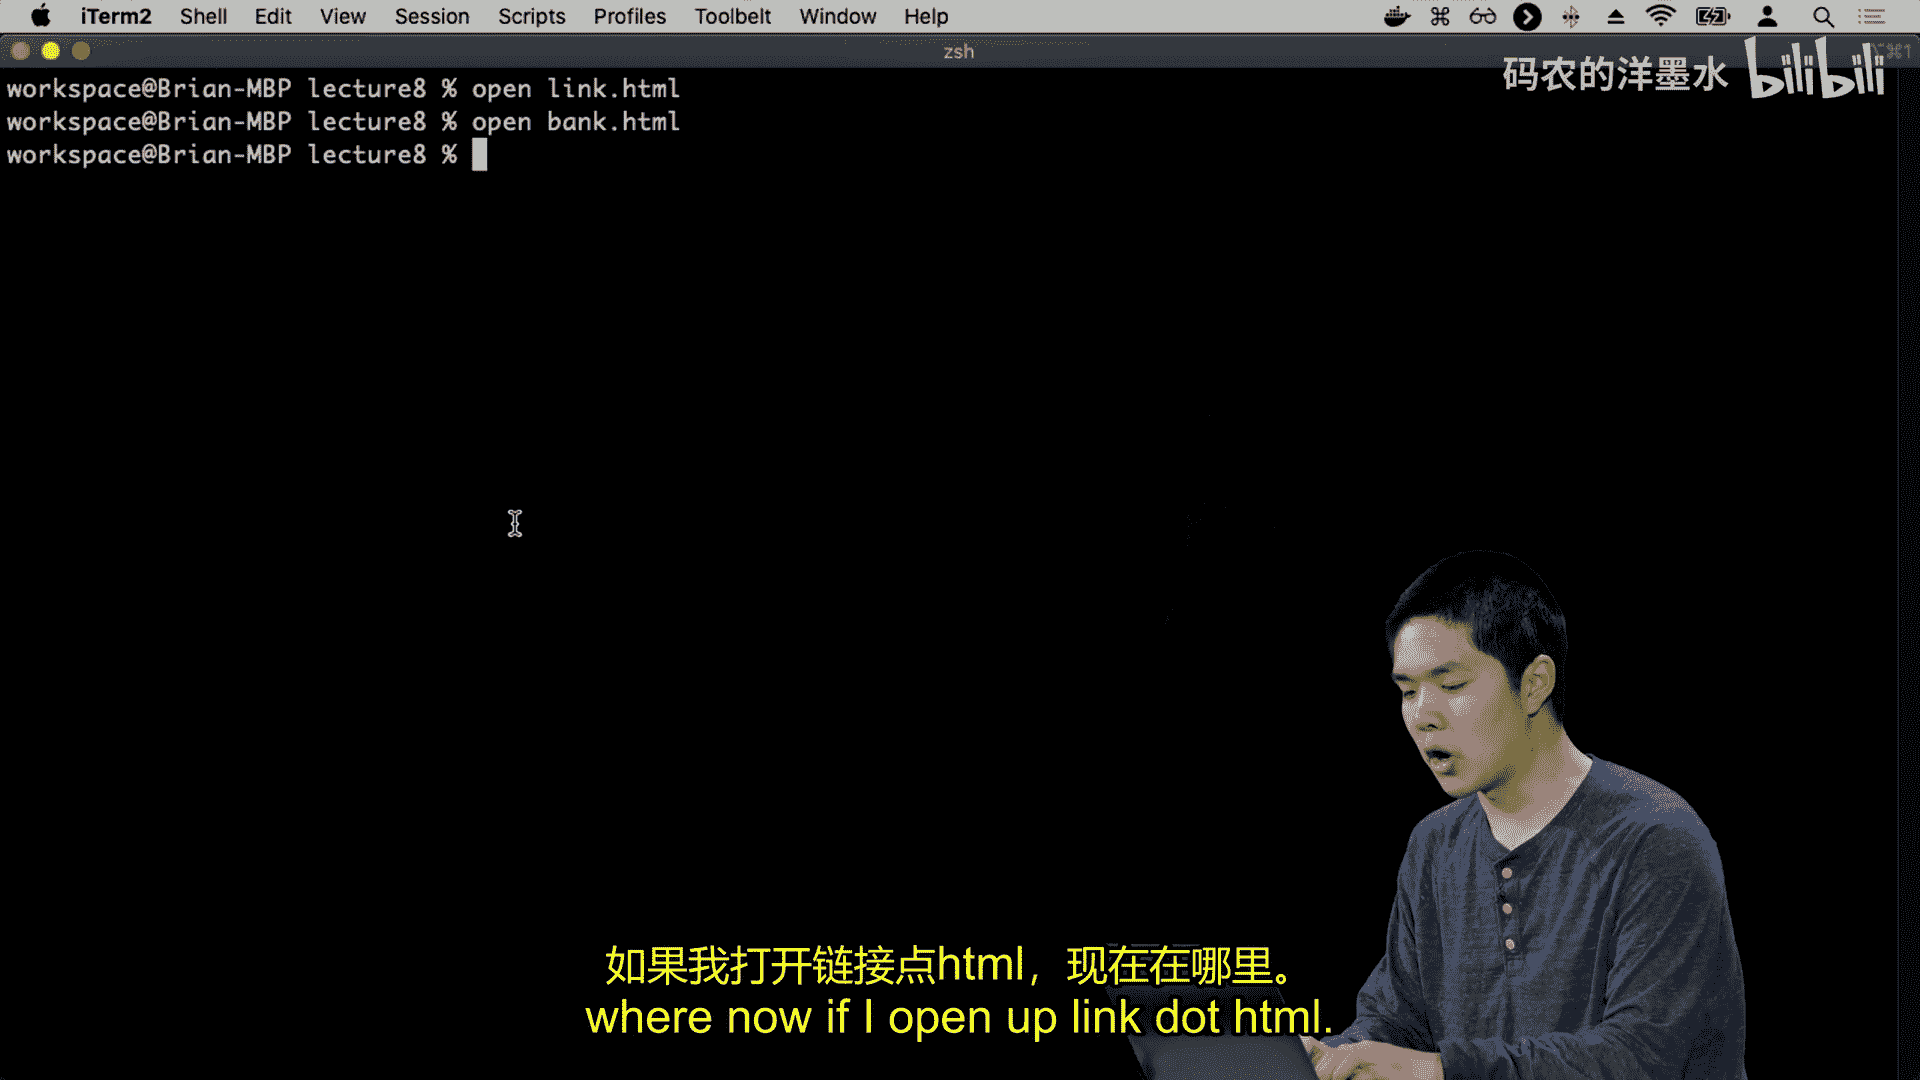 iTerm2 Shell Edit View Session Scripts Profiles Toolbelt Window Help
zsh
⌘1
码农的洋墨水 bilibili
workspace@Brian-MBP lecture8 % open link.html
workspace@Brian-MBP lecture8 % open bank.html
workspace@Brian-MBP lecture8 %
如果我打开链接点html，现在在哪里。
where now if I open up link dot html.